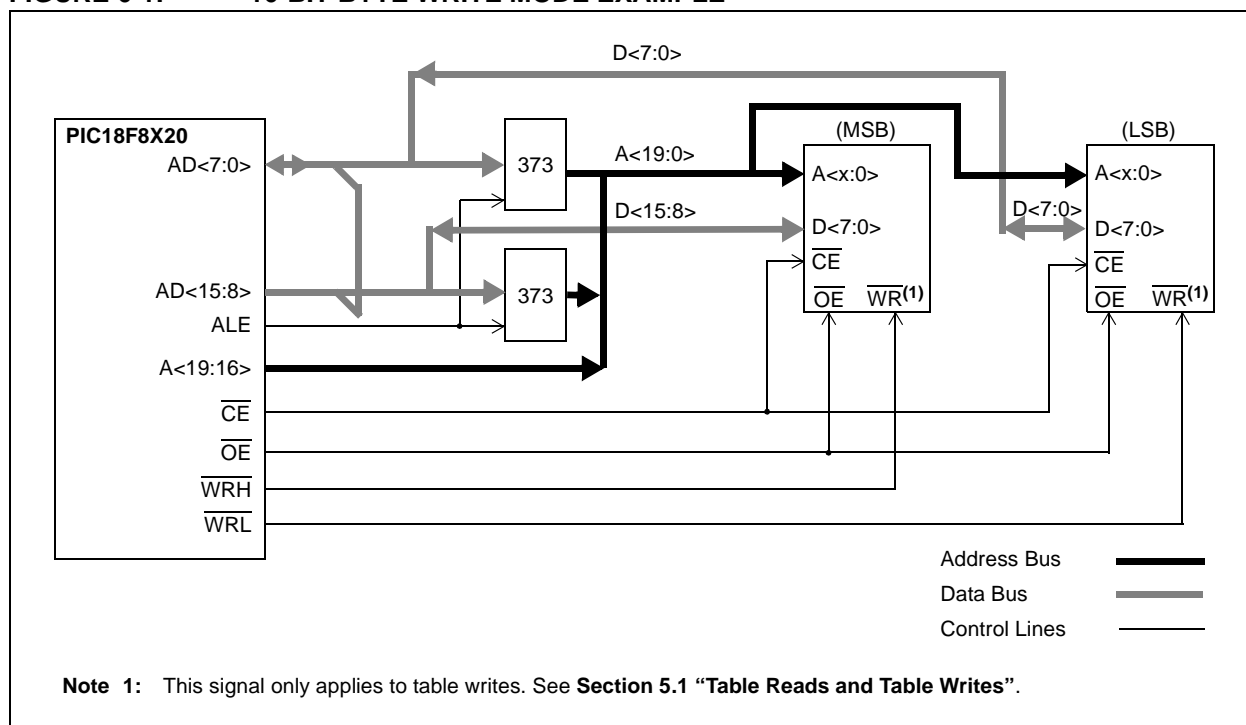 D<7:0>
PIC18F8X20
AD<7:0>
373
A<19:0>
D<15:8>
(MSB)
A<x:0>
D<7:0>
CE
OE WR(1)
(LSB)
A<x:0>
D<7:0>
D<7:0>
CE
OE WR(1)
AD<15:8>
373
ALE
A<19:16>
CE
OE
WRH
WRL
Address Bus
Data Bus
Control Lines
Note 1: This signal only applies to table writes. See Section 5.1 “Table Reads and Table Writes”.